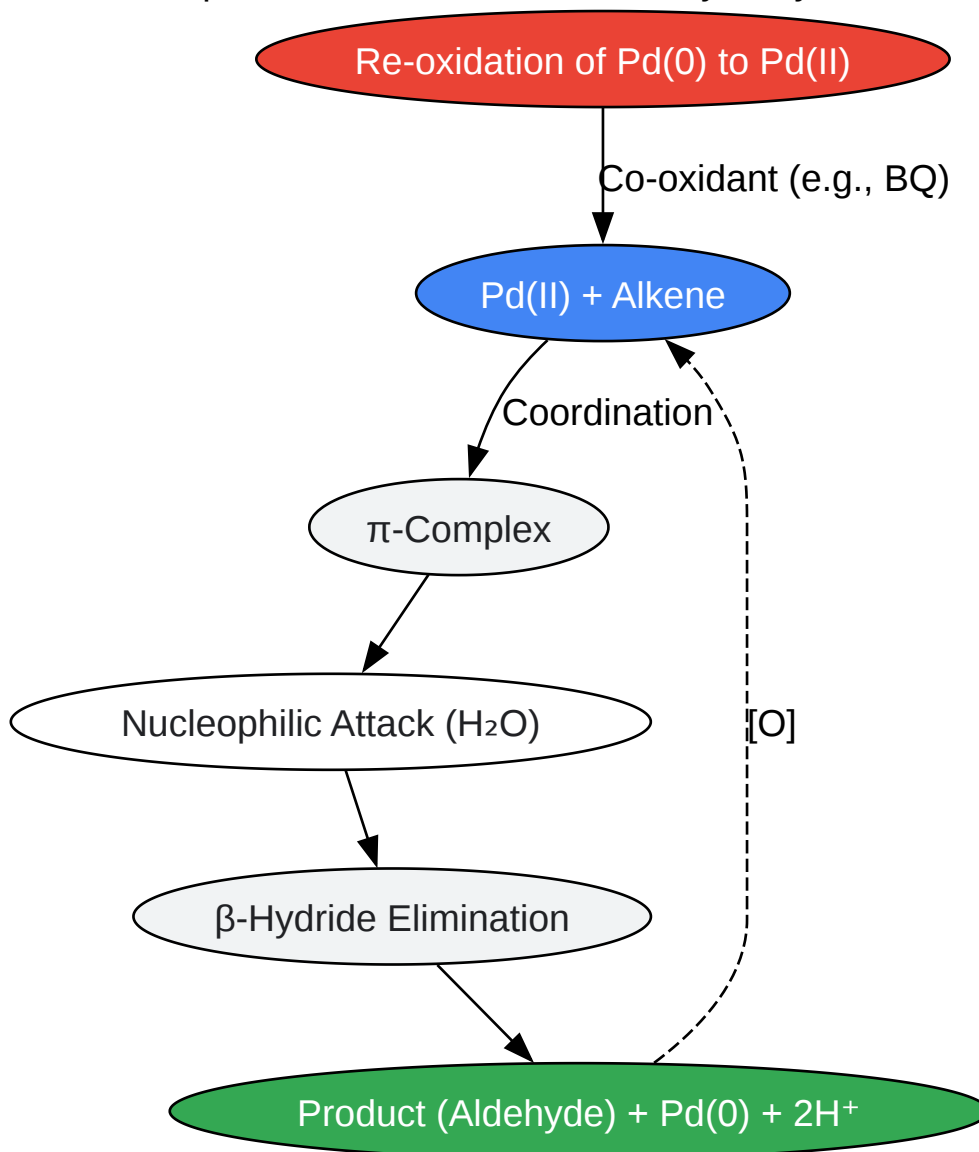 Re-oxidation of Pd(0) to Pd(II)
Co-oxidant (e.g., BQ)
Pd(II) + Alkene
Coordination
π-Complex
Nucleophilic Attack (H₂O)
[O]
β-Hydride Elimination
Product (Aldehyde) + Pd(0) + 2H⁺